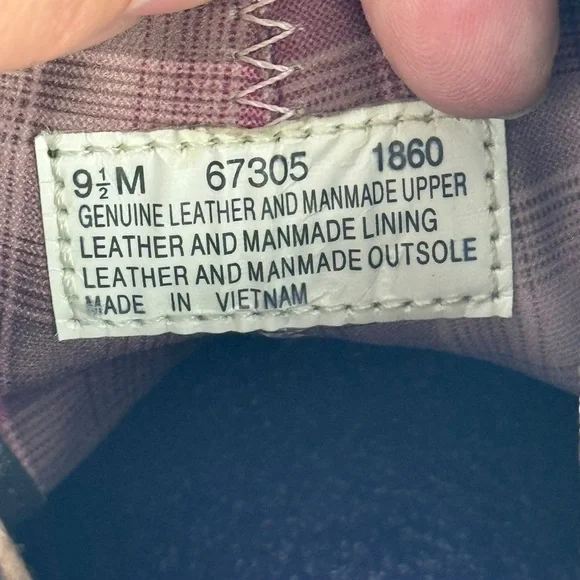 9½M 67305 1860
GENUINE LEATHER AND MANMADE UPPER
LEATHER AND MANMADE LINING
LEATHER AND MANMADE OUTSOLE
MADE IN VIETNAM